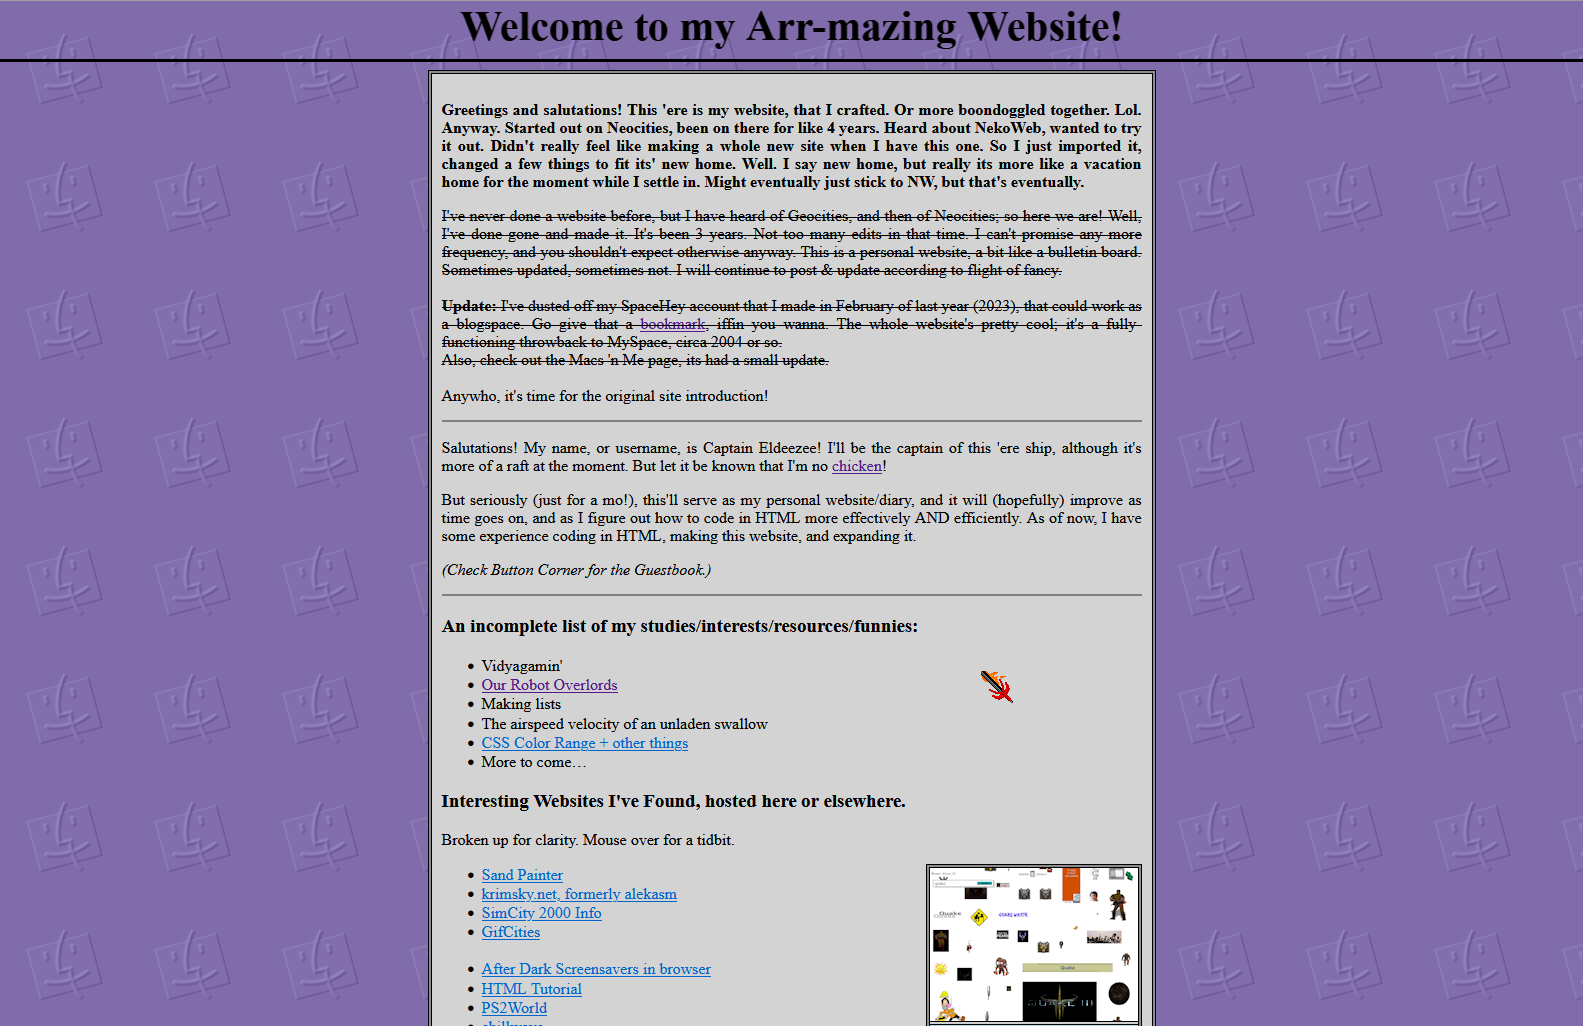 Welcome to my Arr-mazing Website!
Greetings and salutations! This 'ere is my website, that I crafted. Or more boondoggled together. Lol.
Anyway. Started out on Neocities, been on there for like 4 years. Heard about NekoWeb, wanted to try
it out. Didn't really feel like making a whole new site when I have this one. So I just imported it,
changed a few things to fit its' new home. Well. I say new home, but really its more like a vacation
home for the moment while I settle in. Might eventually just stick to NW, but that's eventually.
I've never done a website before, but I have heard of Geocities, and then of Neocities; so here we are! Well,
I've done gone and made it. It's been 3 years. Not too many edits in that time. I can't promise any more
frequency, and you shouldn't expect otherwise anyway. This is a personal website, a bit like a bulletin board.
Sometimes updated, sometimes not. I will continue to post & update according to flight of fancy.
Update: I've dusted off my SpaceHey account that I made in February of last year (2023), that could work as
a blogspace. Go give that a bookmark, iffin you wanna. The whole website's pretty cool; it's a fully-
functioning throwback to MySpace, circa 2004 or so.
Also, check out the Macs 'n Me page, its had a small update.
Anywho, it's time for the original site introduction!
Salutations! My name, or username, is Captain Eldeezee! I'll be the captain of this 'ere ship, although it's
more of a raft at the moment. But let it be known that I'm no chicken!
But seriously (just for a mo!), this'll serve as my personal website/diary, and it will (hopefully) improve as
time goes on, and as I figure out how to code in HTML more effectively AND efficiently. As of now, I have
some experience coding in HTML, making this website, and expanding it.
(Check Button Corner for the Guestbook.)
An incomplete list of my studies/interests/resources/funnies:
• Vidyagamin'
• Our Robot Overlords
• Making lists
• The airspeed velocity of an unladen swallow
• CSS Color Range + other things
• More to come…
Interesting Websites I've Found, hosted here or elsewhere.
Broken up for clarity. Mouse over for a tidbit.
• Sand Painter
• krimsky.net, formerly alekasm
• SimCity 2000 Info
• GifCities
• After Dark Screensavers in browser
• HTML Tutorial
• PS2World
Quake
Quake
QUAKE III